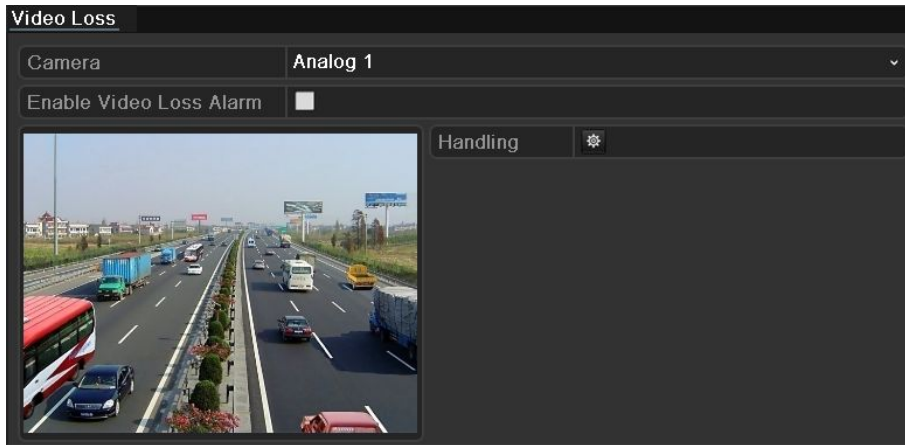 Video Loss
Camera
Analog 1
Enable Video Loss Alarm
Handling